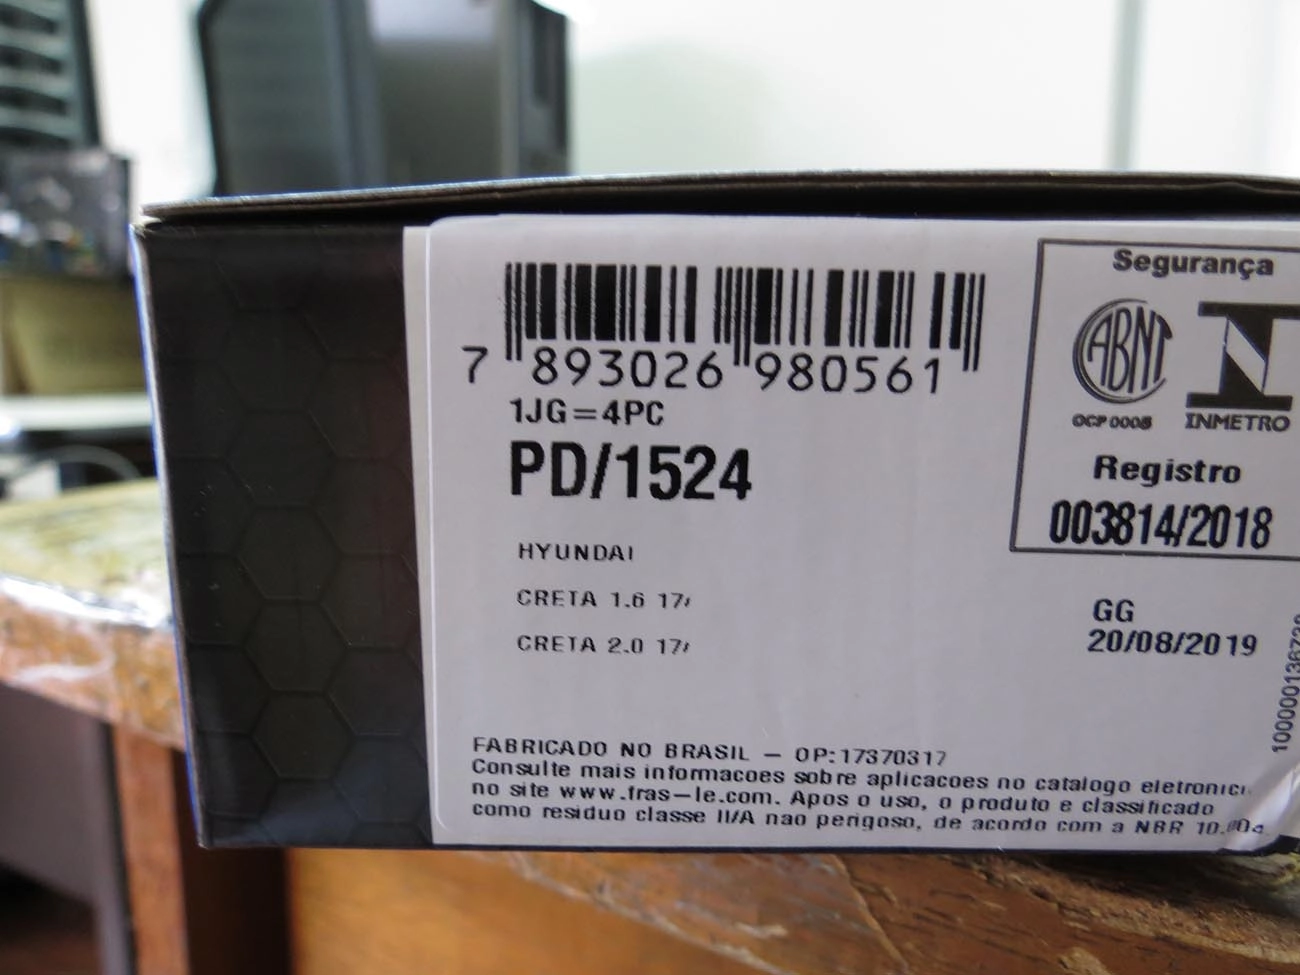 7 893026 980561
1JG=4PC
PD/1524
HYUNDAI
CRETA 1.6 17/
CRETA 2.0 17/
Segurança
ABNT
OCP 0005
INMETRO
Registro
003814/2018
GG
20/08/2019
FABRICADO NO BRASIL – OP:17370317
Consulte mais informacoes sobre aplicacoes no catalogo eletronic
no site www.fras-le.com. Apos o uso, o produto e classificado
como residuo classe II/A nao perigoso, de acordo com a NBR